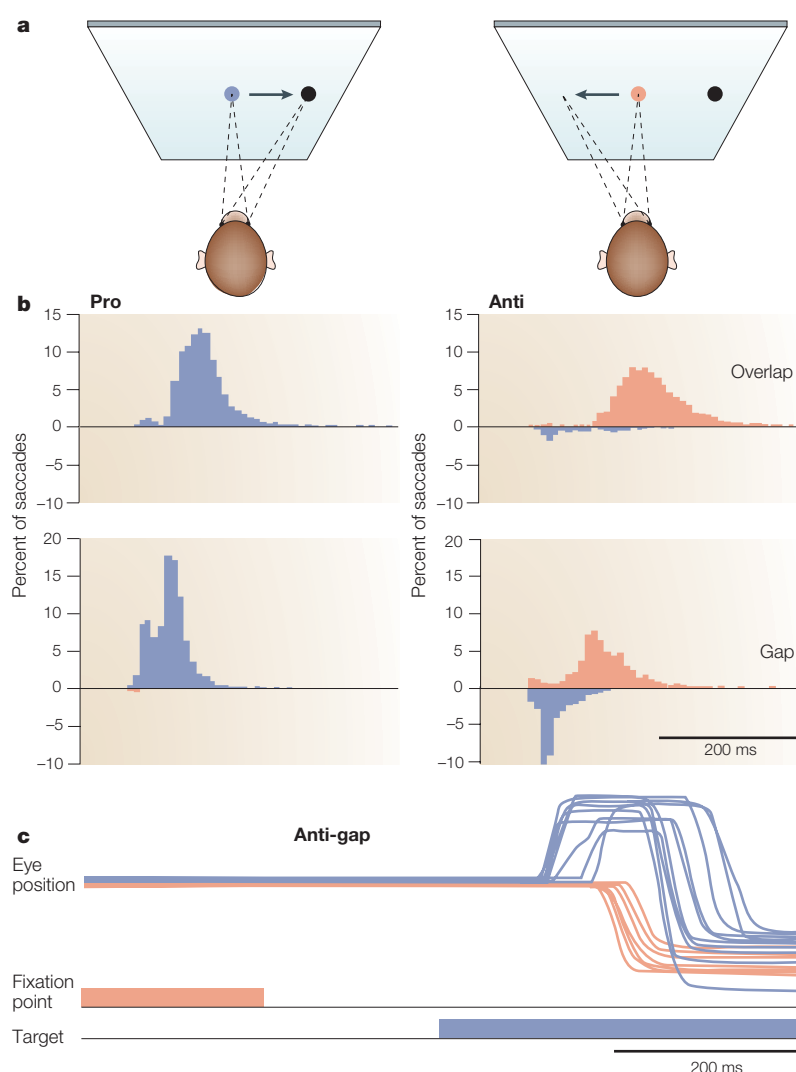 a
b
Pro
Anti
15
10
5
0
−5
−10
15
10
5
0
−5
−10
Overlap
Percent of saccades
Percent of saccades
20
15
10
5
0
−5
−10
20
15
10
5
0
−5
−10
Gap
200 ms
c
Anti-gap
Eye
position
Fixation
point
Target
200 ms